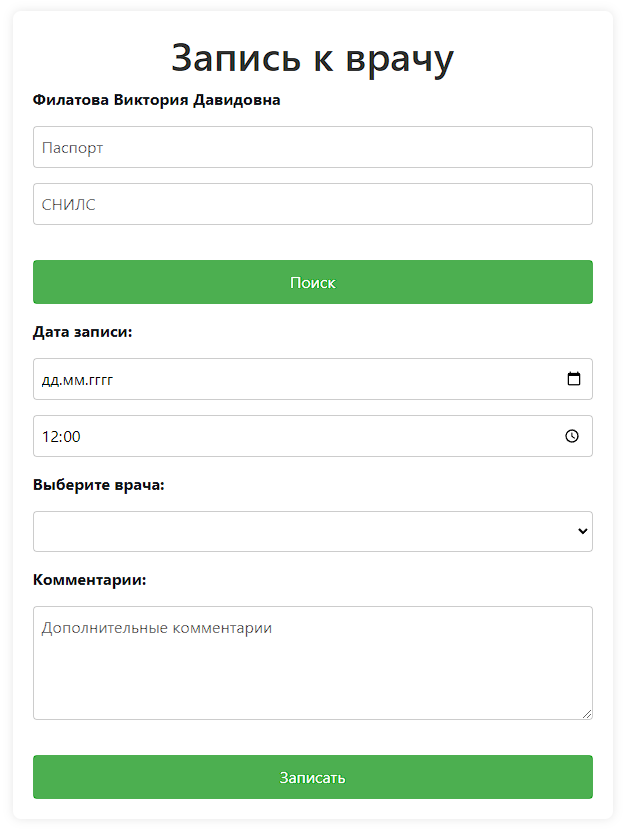 Запись к врачу
Филатова Виктория Давидовна
Паспорт
СНИЛС
Поиск
Дата записи:
дд.мм.гггг
12:00
Выберите врача:
Комментарии:
Дополнительные комментарии
Записать